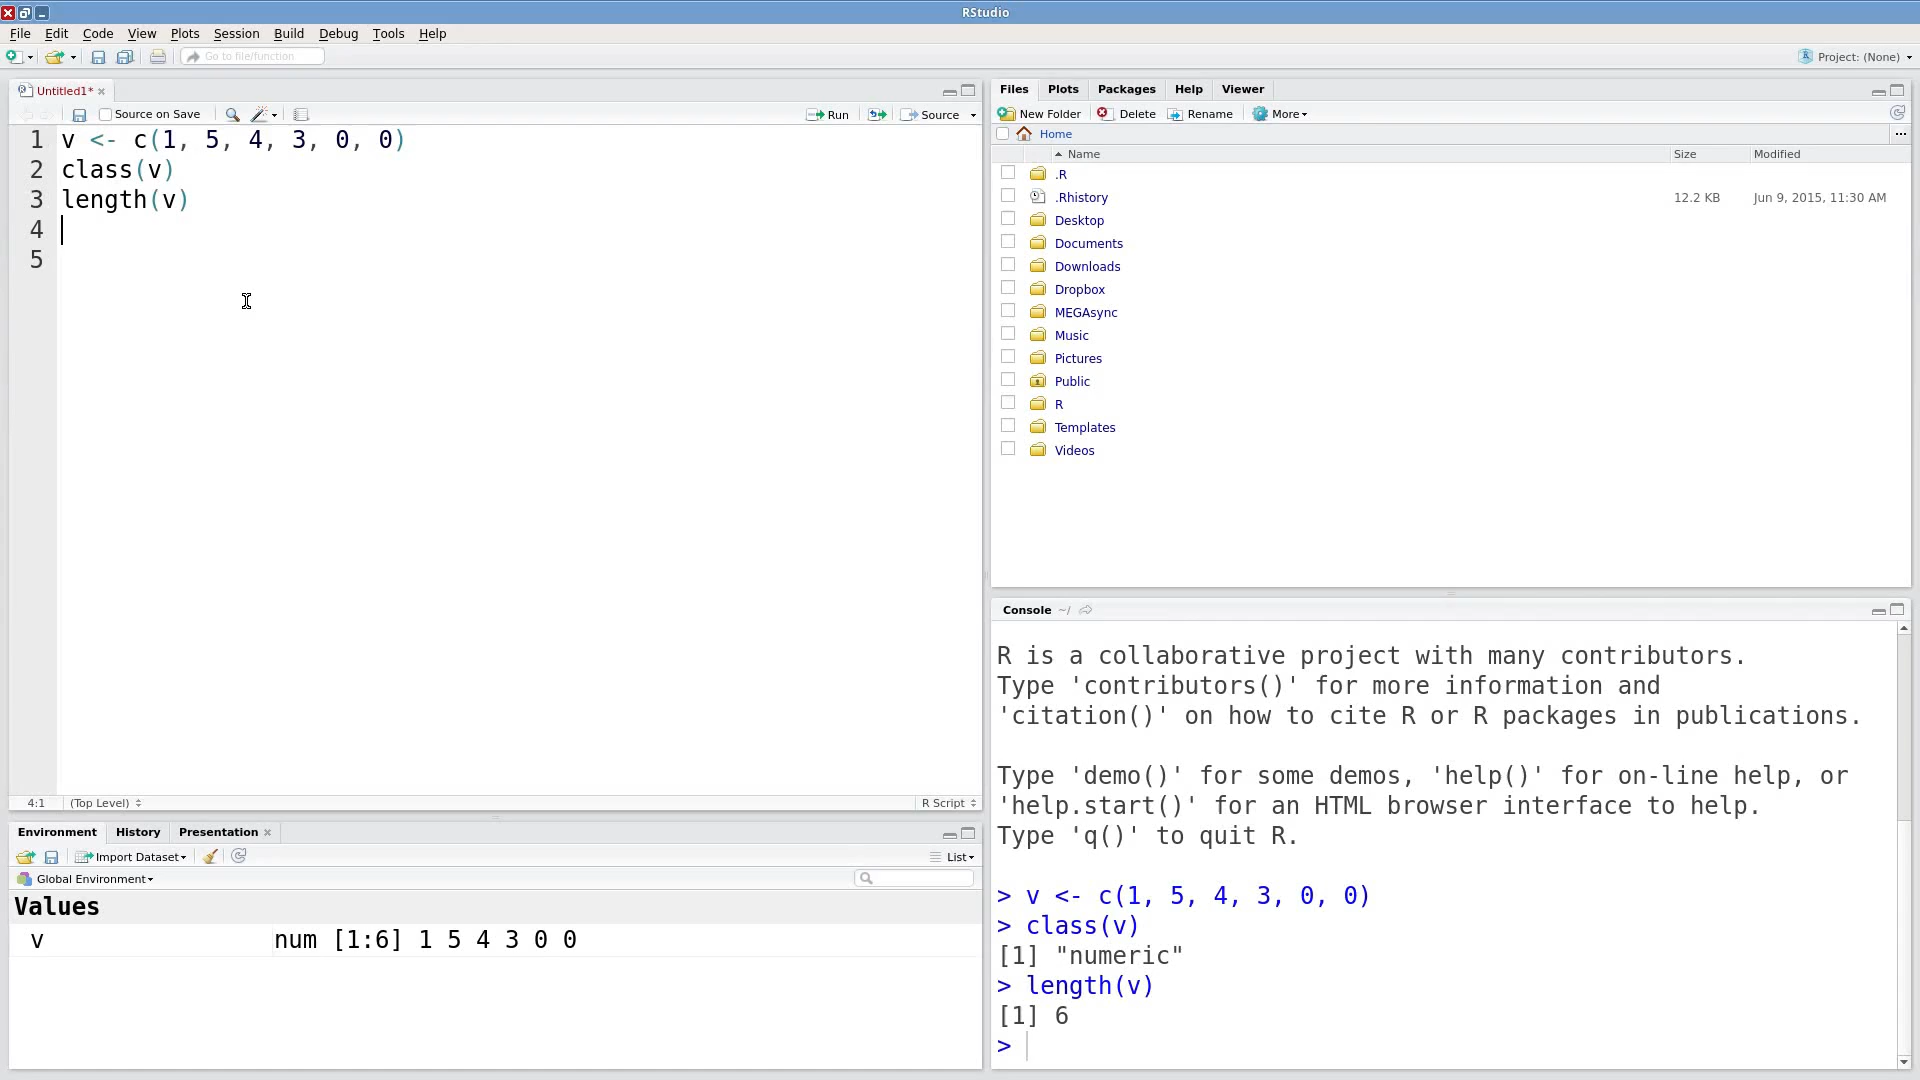 RStudio
File Edit Code View Plots Session Build Debug Tools Help
Go to file/function
Project: (None)
Untitled1*
Source on Save
Run
Source
1 v <- c(1, 5, 4, 3, 0, 0)
2 class(v)
3 length(v)
4
5
4:1 (Top Level)
R Script
Environment History Presentation
Import Dataset
List
Global Environment
Values
v num [1:6] 1 5 4 3 0 0
Files Plots Packages Help Viewer
New Folder Delete Rename More
Home ...
Name Size Modified
.R
.Rhistory 12.2 KB Jun 9, 2015, 11:30 AM
Desktop
Documents
Downloads
Dropbox
MEGAsync
Music
Pictures
Public
R
Templates
Videos
Console ~/
R is a collaborative project with many contributors.
Type 'contributors()' for more information and
'citation()' on how to cite R or R packages in publications.
Type 'demo()' for some demos, 'help()' for on-line help, or
'help.start()' for an HTML browser interface to help.
Type 'q()' to quit R.
> v <- c(1, 5, 4, 3, 0, 0)
> class(v)
[1] "numeric"
> length(v)
[1] 6
>